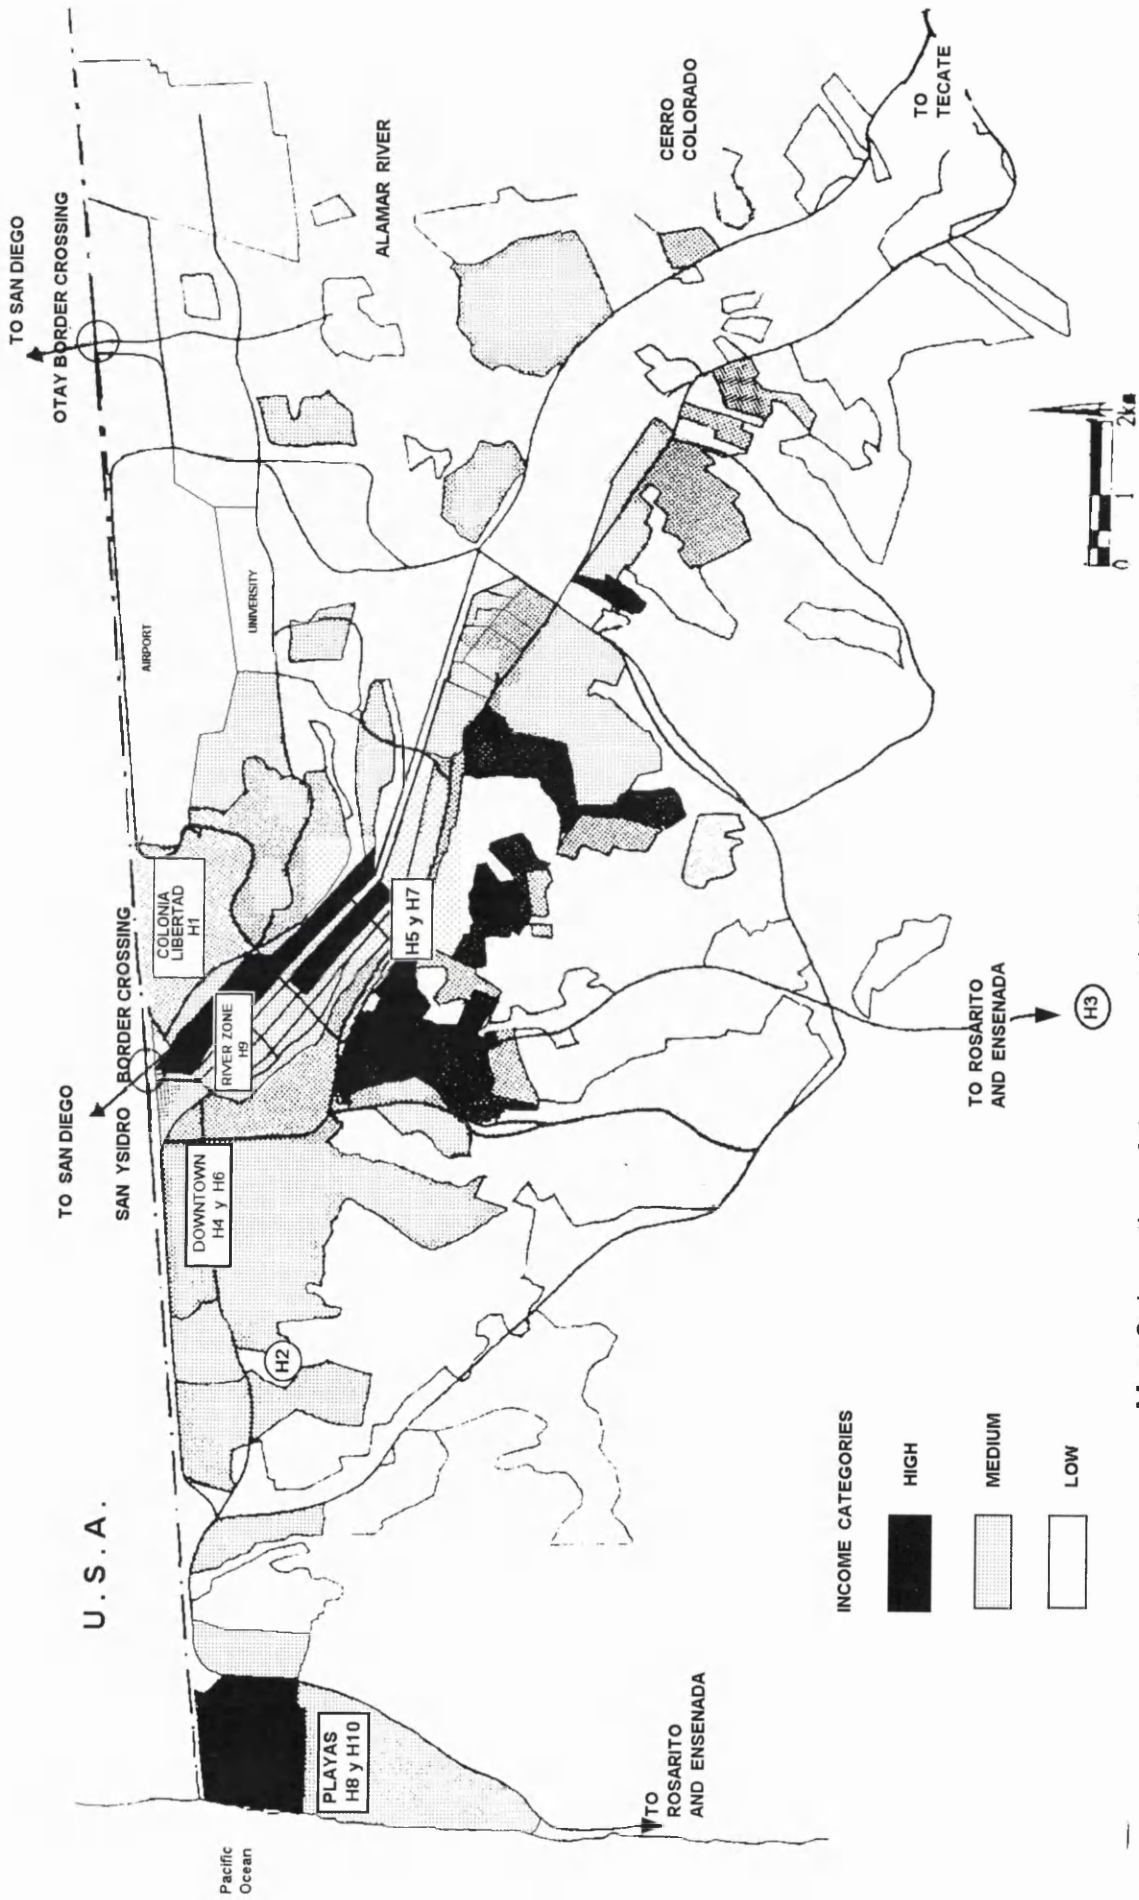 U.S.A.
Pacific
Ocean
PLAYAS
H8 y H10
TO
ROSARITO
AND ENSENADA
H2
TO SAN DIEGO
SAN YSIDRO BORDER CROSSING
DOWNTOWN
H4 y H6
RIVER ZONE
H9
COLONIA
LIBERTAD
H1
H5 y H7
AIRPORT
UNIVERSITY
TO SAN DIEGO
OTAY BORDER CROSSING
ALAMAR RIVER
CERRO
COLORADO
TO
TECATE
TO ROSARITO
AND ENSENADA
H3
INCOME CATEGORIES
HIGH
MEDIUM
LOW
0 1 2km